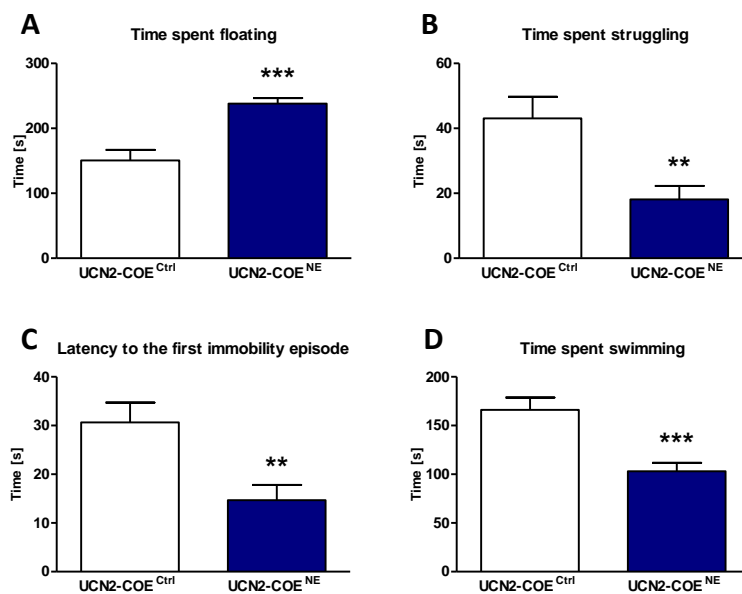 A
Time spent floating
Time [s]
300
200
100
0
***
UCN2-COE^Ctrl
UCN2-COE^NE
B
Time spent struggling
Time [s]
60
40
20
0
**
UCN2-COE^Ctrl
UCN2-COE^NE
C
Latency to the first immobility episode
Time [s]
40
30
20
10
0
**
UCN2-COE^Ctrl
UCN2-COE^NE
D
Time spent swimming
Time [s]
200
150
100
50
0
***
UCN2-COE^Ctrl
UCN2-COE^NE